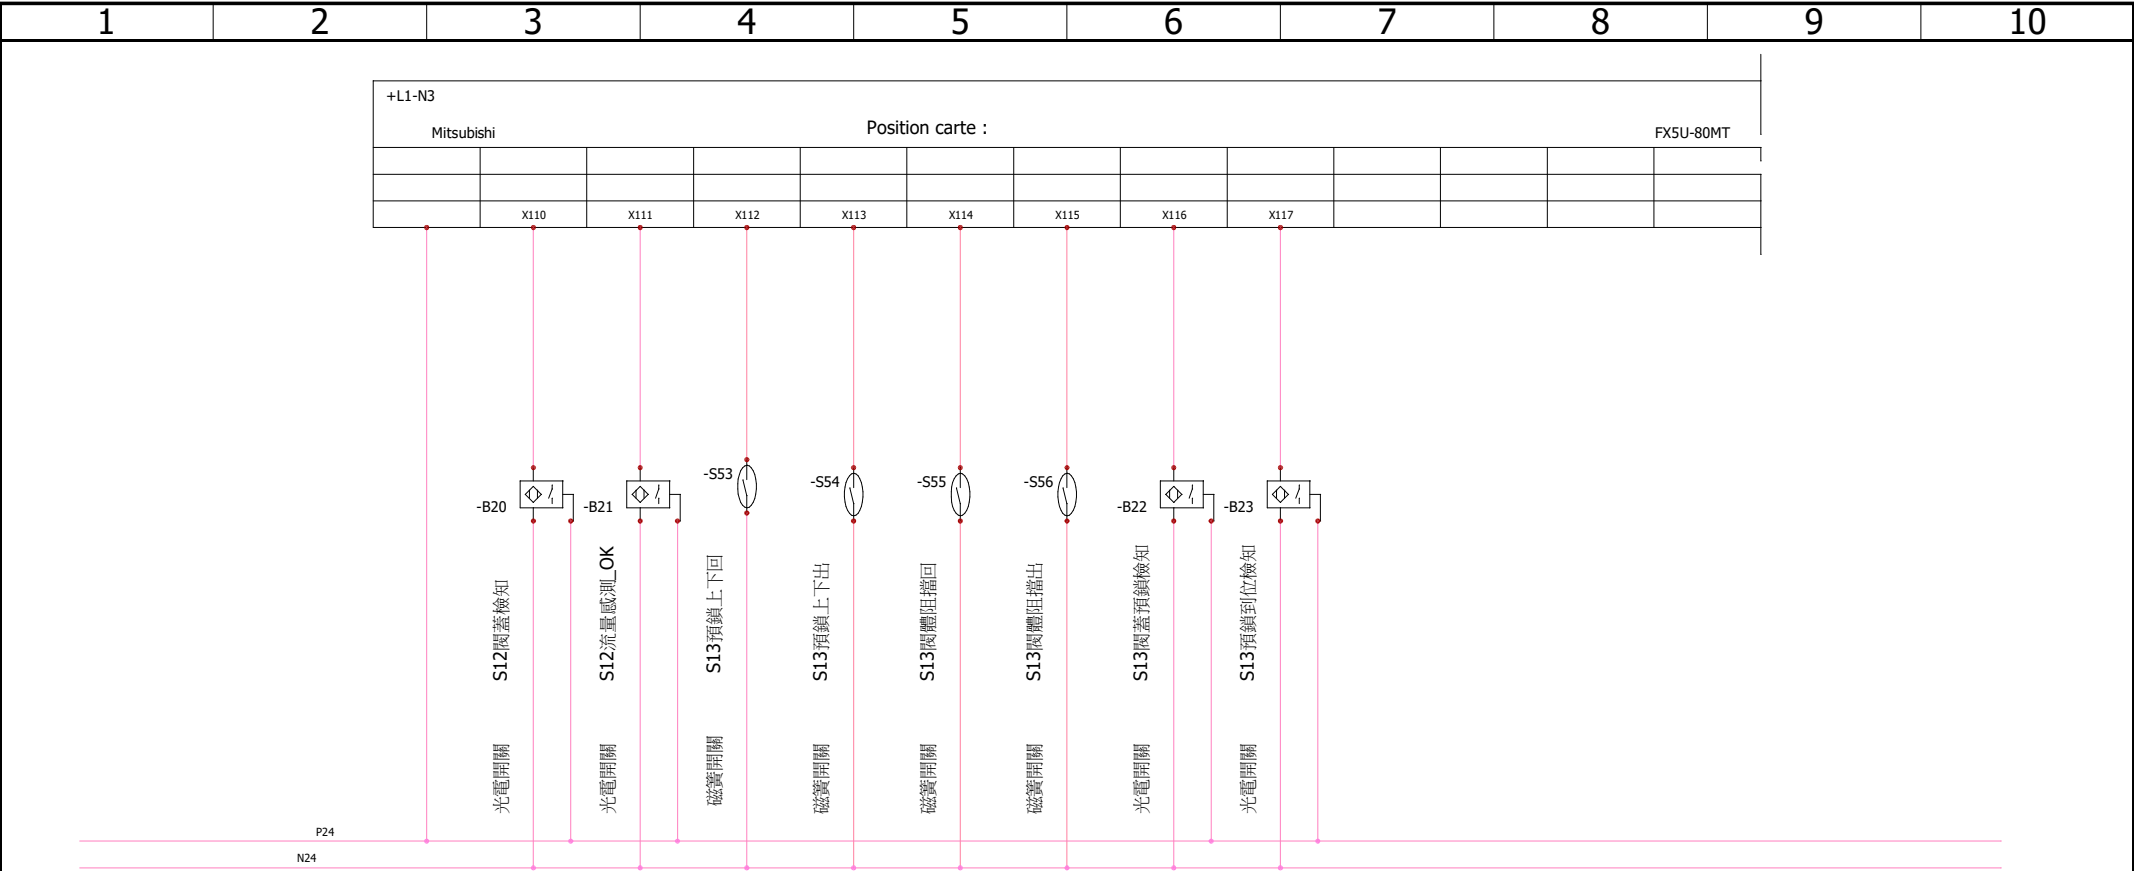 1 2 3 4 5 6 7 8 9 10
+L1-N3
Mitsubishi Position carte : FX5U-80MT
X110 X111 X112 X113 X114 X115 X116 X117
-S53 -S54 -S55 -S56
-B20 -B21 -B22 -B23
S12閥蓋檢知
S12流量感測_OK
S13預鎖上下回
S13預鎖上下出
S13閥體阻擋回
S13閥體阻擋出
S13閥蓋預鎖檢知
S13預鎖到位檢知
光電開關
光電開關
磁簧開關
磁簧開關
磁簧開關
磁簧開關
光電開關
光電開關
P24
N24